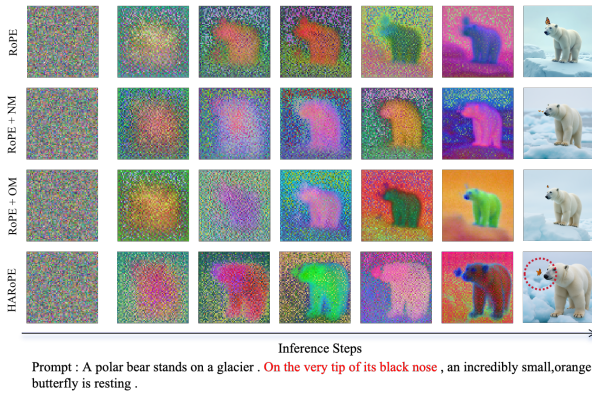 RoPE
RoPE + NM
RoPE + OM
HARoPE
Inference Steps
Prompt : A polar bear stands on a glacier . On the very tip of its black nose , an incredibly small,orange
butterfly is resting .